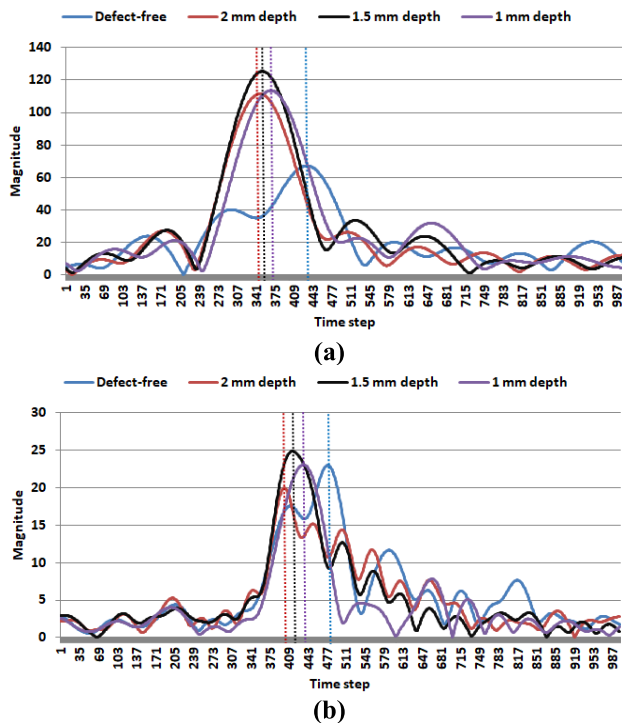 Defect-free 2 mm depth 1.5 mm depth 1 mm depth
140
120
100
80
60
40
20
0
Magnitude
1 35 69 103 137 171 205 239 273 307 341 375 409 443 477 511 545 579 613 647 681 715 749 783 817 851 885 919 953 987
Time step
(a)
Defect-free 2 mm depth 1.5 mm depth 1 mm depth
30
25
20
15
10
5
0
Magnitude
1 35 69 103 137 171 205 239 273 307 341 375 409 443 477 511 545 579 613 647 681 715 749 783 817 851 885 919 953 987
Time step
(b)